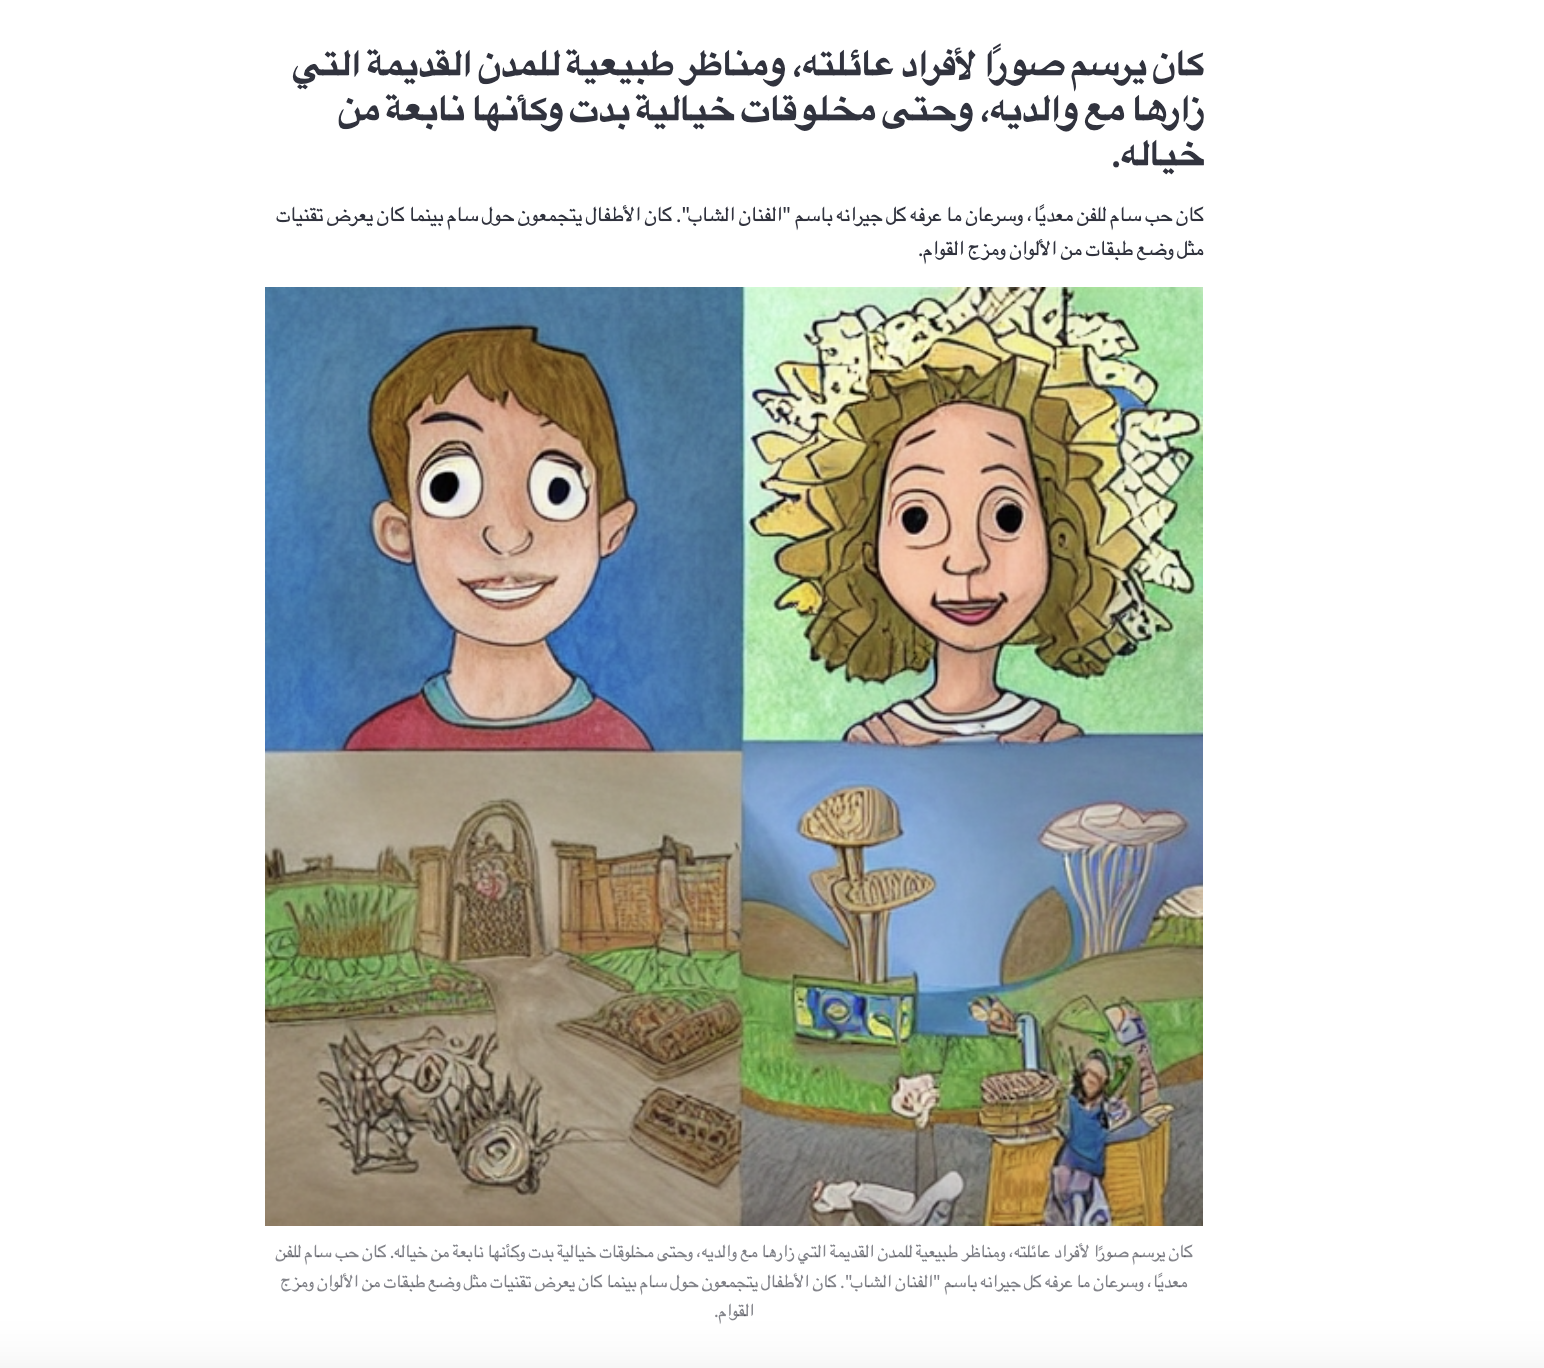 كان يرسم صورًا لأفراد عائلته، ومناظر طبيعية للمدن القديمة التي
زارها مع والديه، وحتى مخلوقات خيالية بدت وكأنها نابعة من
خياله.
كان حب سام للفن معديًا، وسرعان ما عرفه كل جيرانه باسم "الفنان الشاب". كان الأطفال يتجمعون حول سام بينما كان يعرض تقنيات
مثل وضع طبقات من الألوان ومزج القوام.
كان يرسم صورًا لأفراد عائلته، ومناظر طبيعية للمدن القديمة التي زارها مع والديه، وحتى مخلوقات خيالية بدت وكأنها نابعة من خياله. كان حب سام للفن
معديًا، وسرعان ما عرفه كل جيرانه باسم "الفنان الشاب". كان الأطفال يتجمعون حول سام بينما كان يعرض تقنيات مثل وضع طبقات من الألوان ومزج
القوام.